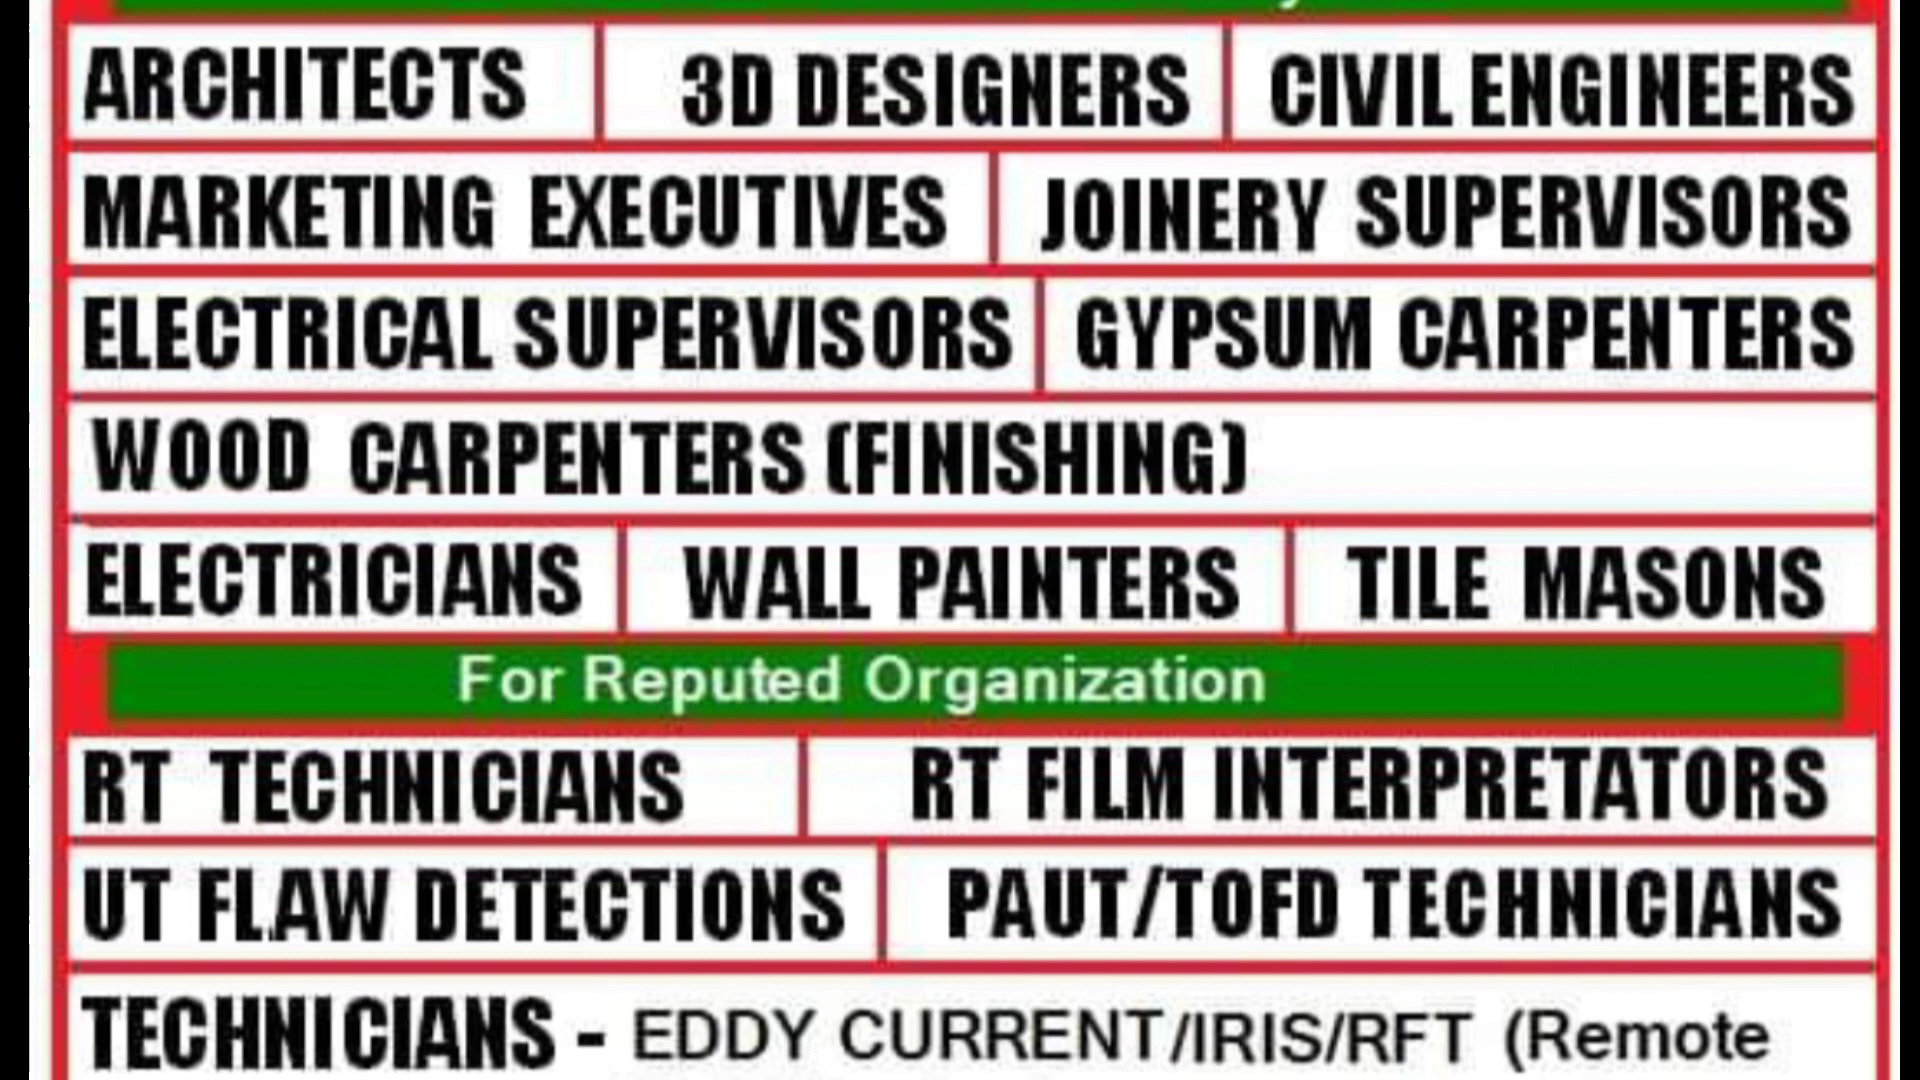 ARCHITECTS 3D DESIGNERS CIVIL ENGINEERS
MARKETING EXECUTIVES JOINERY SUPERVISORS
ELECTRICAL SUPERVISORS GYPSUM CARPENTERS
WOOD CARPENTERS (FINISHING)
ELECTRICIANS WALL PAINTERS TILE MASONS
For Reputed Organization
RT TECHNICIANS RT FILM INTERPRETATORS
UT FLAW DETECTIONS PAUT/TOFD TECHNICIANS
TECHNICIANS - EDDY CURRENT/IRIS/RFT (Remote